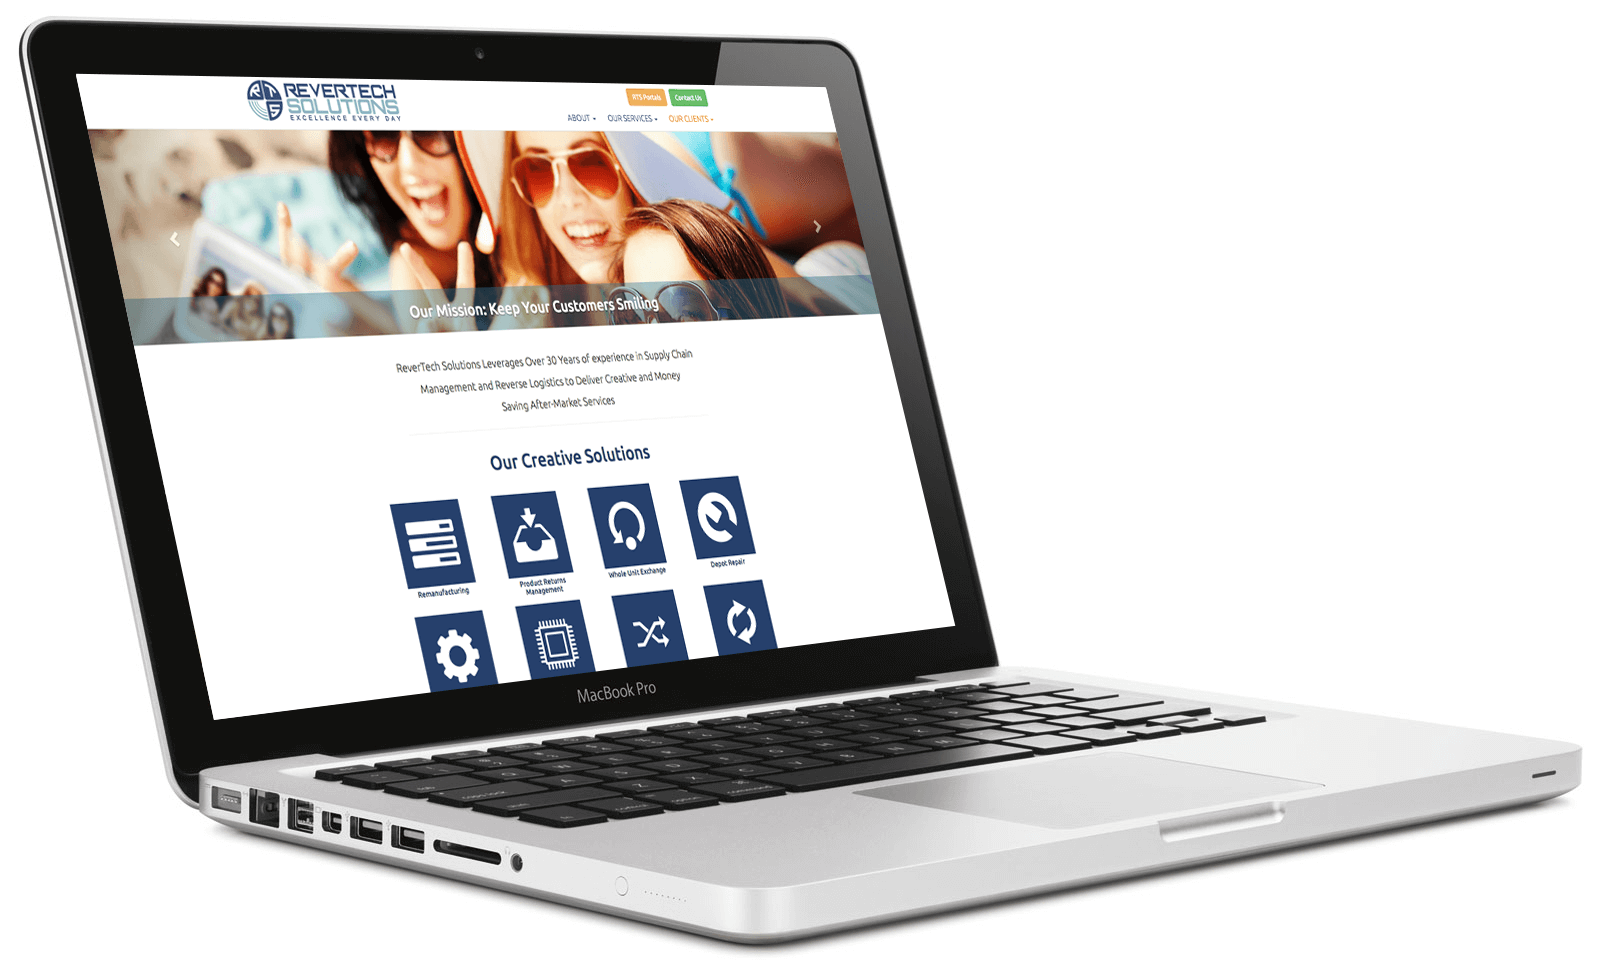 RTS
REVERTECH
SOLUTIONS
EXCELLENCE EVERY DAY
RTS Portals
Contact Us
ABOUT
OUR SERVICES
OUR CLIENTS
Our Mission: Keep Your Customers Smiling
ReverTech Solutions Leverages Over 30 Years of experience in Supply Chain
Management and Reverse Logistics to Deliver Creative and Money
Saving After-Market Services
Our Creative Solutions
Remanufacturing
Product Returns
Management
Whole Unit Exchange
Depot Repair
MacBook Pro